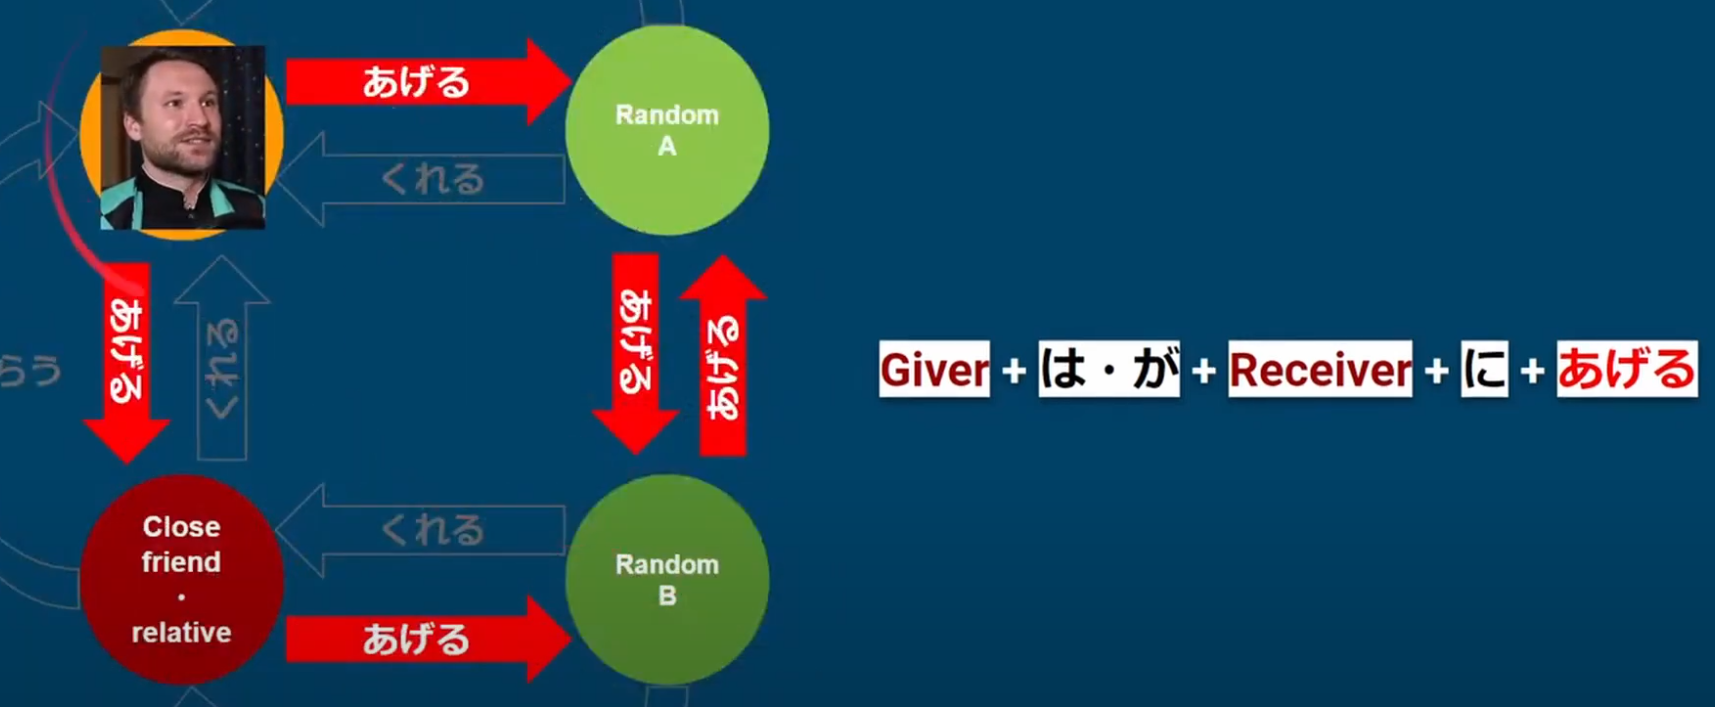 あげる
Random
A
くれる
あげる
くれる
あげる
あげる
らう
Giver + は・が + Receiver + に + あげる
Close
friend
・
relative
くれる
Random
B
あげる